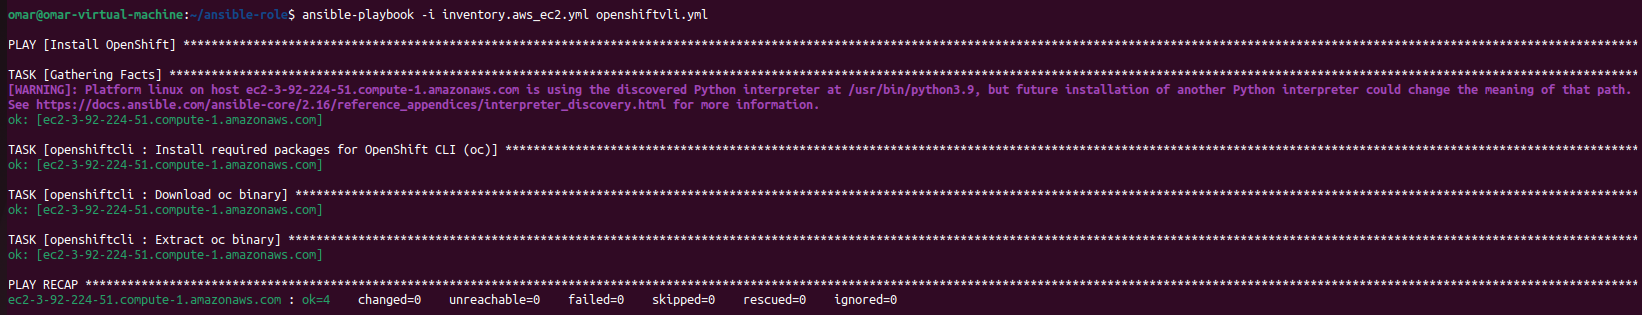 omar@omar-virtual-machine:~/ansible-role$ ansible-playbook -i inventory.aws_ec2.yml openshiftvli.yml
PLAY [Install OpenShift] ****************************************************************************************************************************************************************************************************************
TASK [Gathering Facts] ******************************************************************************************************************************************************************************************************************
[WARNING]: Platform linux on host ec2-3-92-224-51.compute-1.amazonaws.com is using the discovered Python interpreter at /usr/bin/python3.9, but future installation of another Python interpreter could change the meaning of that path.
See https://docs.ansible.com/ansible-core/2.16/reference_appendices/interpreter_discovery.html for more information.
ok: [ec2-3-92-224-51.compute-1.amazonaws.com]
TASK [openshiftcli : Install required packages for OpenShift CLI (oc)] ******************************************************************************************************************************************************************
ok: [ec2-3-92-224-51.compute-1.amazonaws.com]
TASK [openshiftcli : Download oc binary] ************************************************************************************************************************************************************************************************
ok: [ec2-3-92-224-51.compute-1.amazonaws.com]
TASK [openshiftcli : Extract oc binary] *************************************************************************************************************************************************************************************************
ok: [ec2-3-92-224-51.compute-1.amazonaws.com]
PLAY RECAP ******************************************************************************************************************************************************************************************************************************
ec2-3-92-224-51.compute-1.amazonaws.com : ok=4    changed=0    unreachable=0    failed=0    skipped=0    rescued=0    ignored=0